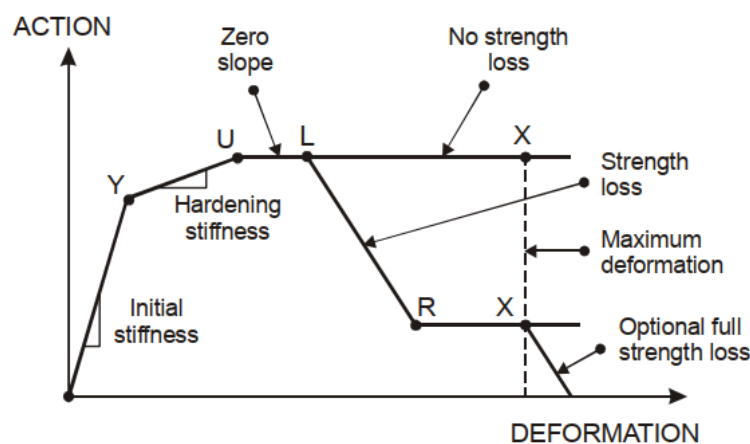 ACTION
Zero
slope
No strength
loss
U
L
X
Y
Strength
loss
Hardening
stiffness
Maximum
deformation
Initial
stiffness
R
X
Optional full
strength loss
DEFORMATION